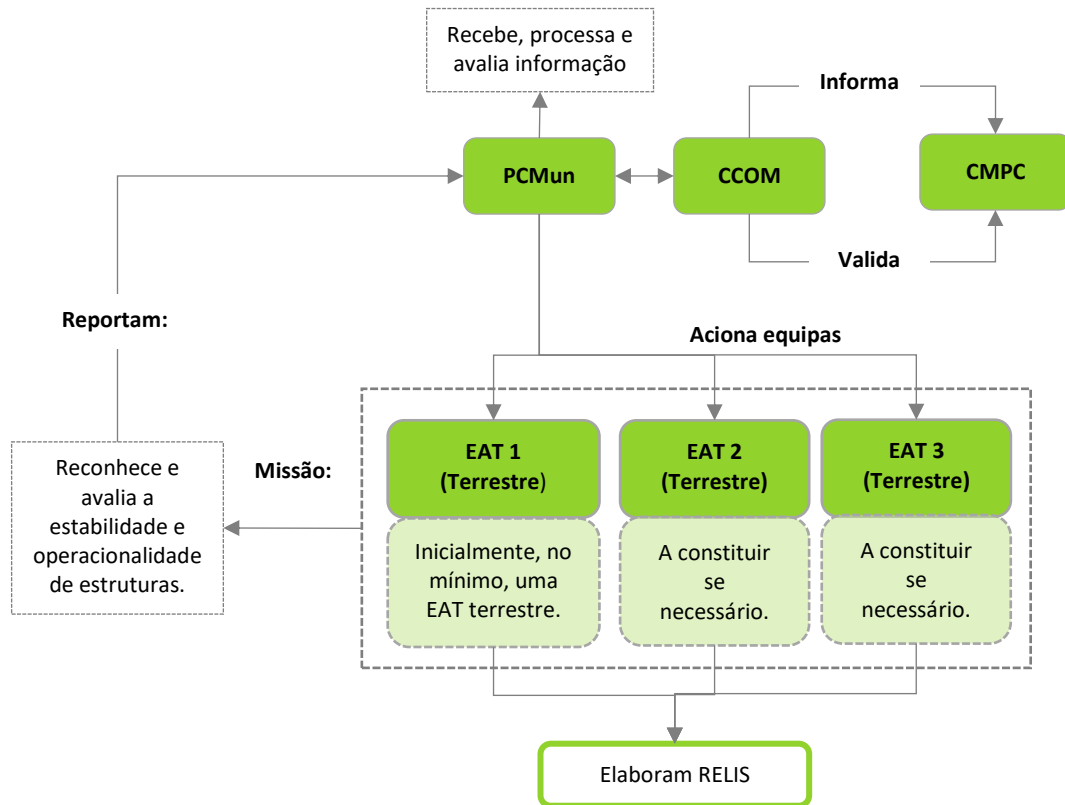 Recebe, processa e
avalia informação
Informa
PCMun
CCOM
CMPC
Valida
Reportam:
Aciona equipas
Missão:
Reconhece e
avalia a
estabilidade e
operacionalidade
de estruturas.
EAT 1
(Terrestre)
EAT 2
(Terrestre)
EAT 3
(Terrestre)
Inicialmente, no
mínimo, uma
EAT terrestre.
A constituir
se
necessário.
A constituir
se
necessário.
Elaboram RELIS